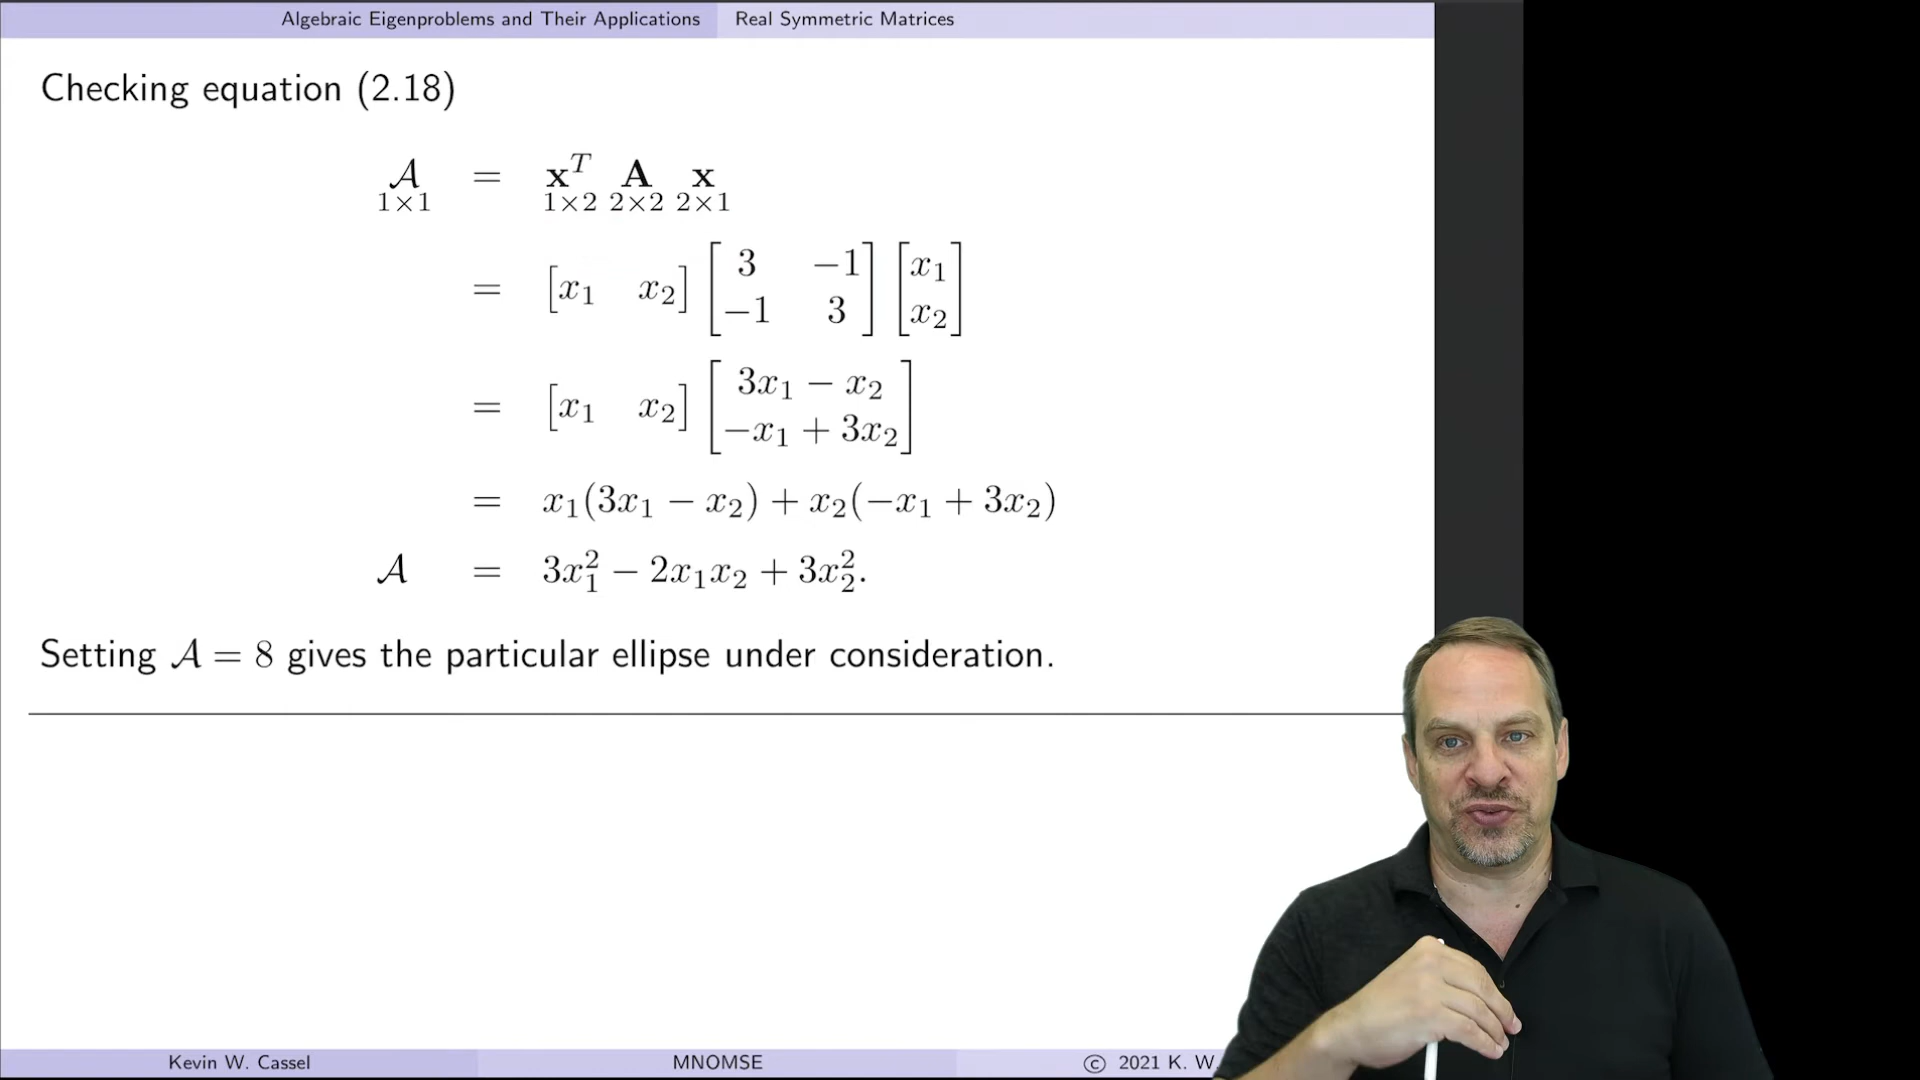 Algebraic Eigenproblems and Their Applications Real Symmetric Matrices
Checking equation (2.18)
𝒜 = x^T A x
1×1 1×2 2×2 2×1
= [x₁ x₂] [3 −1; −1 3] [x₁; x₂]
= [x₁ x₂] [3x₁ − x₂; −x₁ + 3x₂]
= x₁(3x₁ − x₂) + x₂(−x₁ + 3x₂)
𝒜 = 3x₁² − 2x₁x₂ + 3x₂².
Setting 𝒜 = 8 gives the particular ellipse under consideration.
Kevin W. Cassel MNOMSE © 2021 K. W.